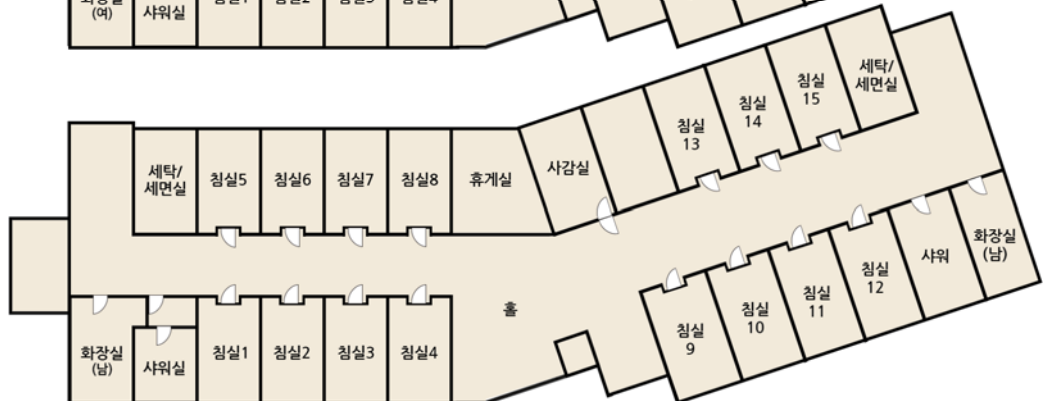 (여)
샤워실
세탁/
세면실
침실5
침실6
침실7
침실8
휴게실
사감실
침실
13
침실
14
침실
15
세탁/
세면실
화장실
(남)
샤워실
침실1
침실2
침실3
침실4
홀
침실
9
침실
10
침실
11
침실
12
샤워
화장실
(남)